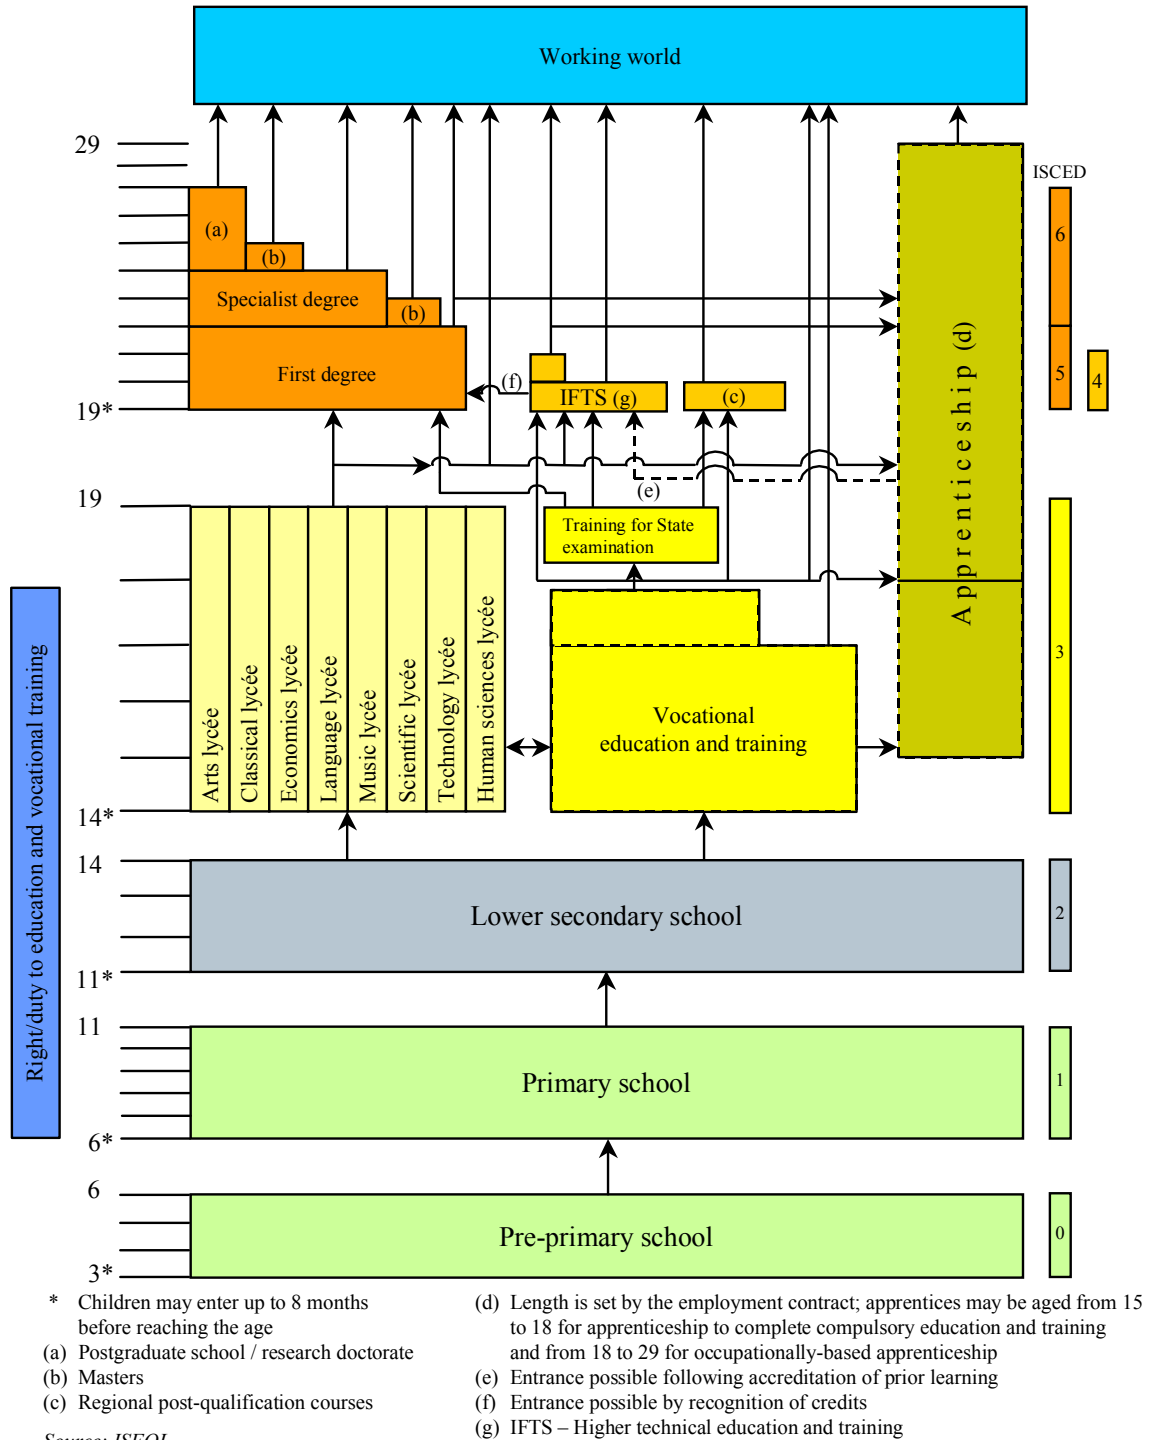 Working world
29
ISCED
(a)
6
(b)
Specialist degree
(b)
First degree
(f)
5
4
IFTS (g)
(c)
19*
Apprenticeship (d)
(e)
19
Training for State
examination
Right/duty to education and vocational training
Arts lycée
Classical lycée
Economics lycée
Language lycée
Music lycée
Scientific lycée
Technology lycée
Human sciences lycée
Vocational
education and training
3
14*
14
Lower secondary school
2
11*
11
Primary school
1
6*
6
Pre-primary school
0
3*
* Children may enter up to 8 months
before reaching the age
(a) Postgraduate school / research doctorate
(b) Masters
(c) Regional post-qualification courses
(d) Length is set by the employment contract; apprentices may be aged from 15
to 18 for apprenticeship to complete compulsory education and training
and from 18 to 29 for occupationally-based apprenticeship
(e) Entrance possible following accreditation of prior learning
(f) Entrance possible by recognition of credits
(g) IFTS – Higher technical education and training
Source: ISFOL